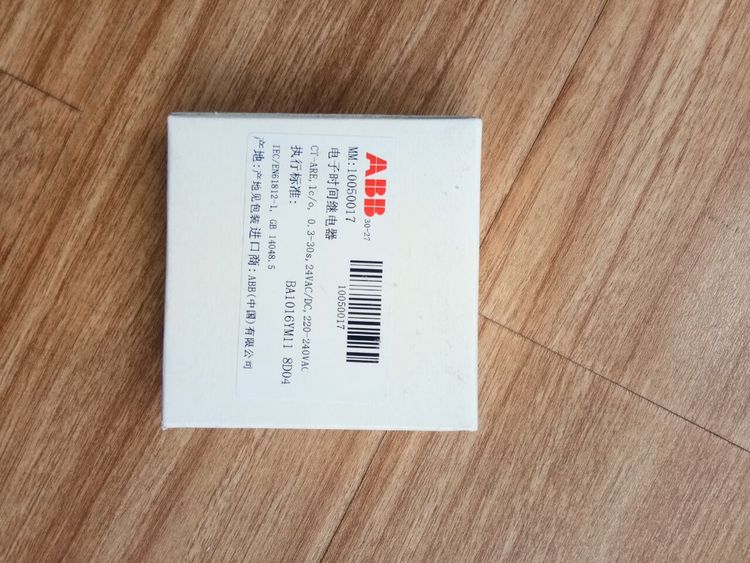 ABB 30-27
MM:10050017
10050017
电子时间继电器
CT-ARE,1c/o, 0.3-30s,24VAC/DC,220-240VAC
执行标准: BA1016YM11 8D04
IEC/EN61812-1, GB 14048.5
产地:产地见包装进口商:ABB(中国)有限公司